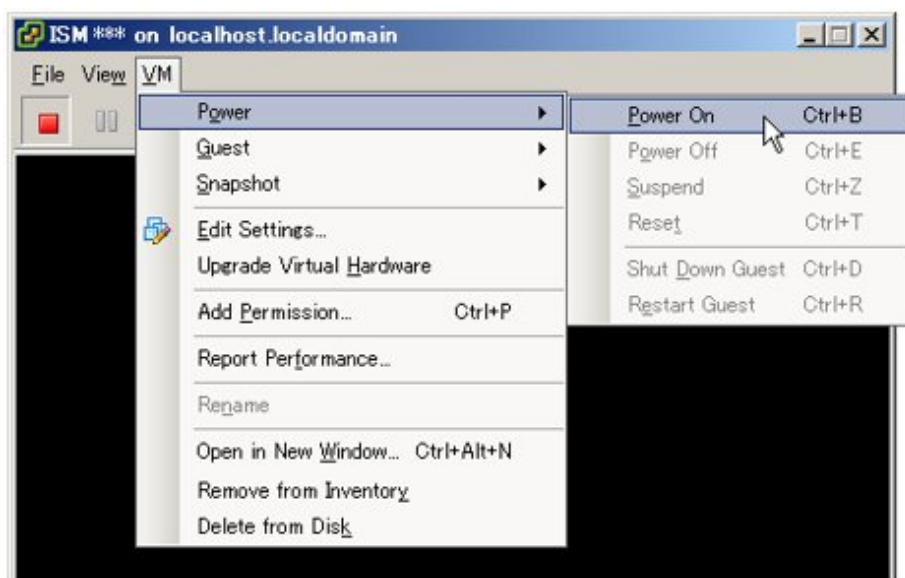 ISM *** on localhost.localdomain
File View VM
Power
Guest
Snapshot
Edit Settings...
Upgrade Virtual Hardware
Add Permission... Ctrl+P
Report Performance...
Rename
Open in New Window... Ctrl+Alt+N
Remove from Inventory
Delete from Disk
Power On Ctrl+B
Power Off Ctrl+E
Suspend Ctrl+Z
Reset Ctrl+T
Shut Down Guest Ctrl+D
Restart Guest Ctrl+R